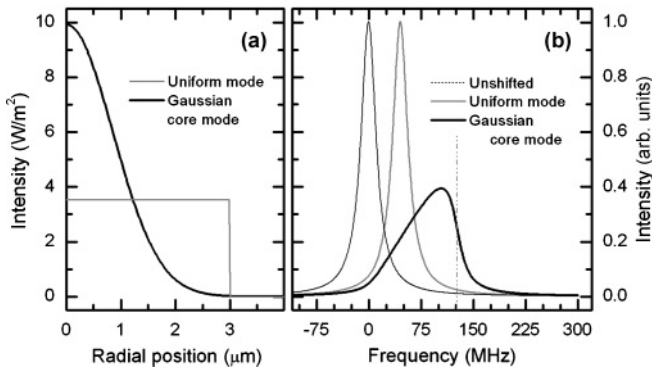 10
8
6
4
2
0
Intensity (W/m²)
(a)
Uniform mode
Gaussian
core mode
0 1 2 3
Radial position (μm)
(b)
Unshifted
Uniform mode
Gaussian
core mode
-75 0 75 150 225 300
Frequency (MHz)
1.0
0.8
0.6
0.4
0.2
0.0
Intensity (arb. units)